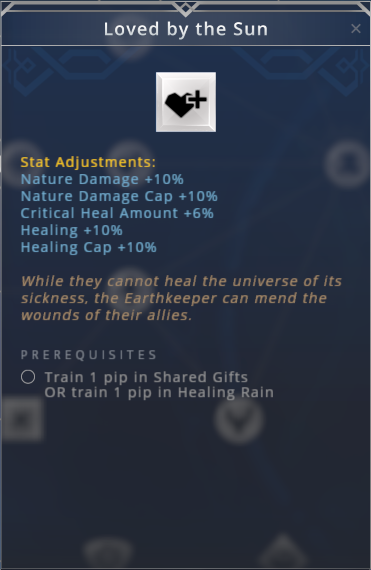 Loved by the Sun
Stat Adjustments:
Nature Damage +10%
Nature Damage Cap +10%
Critical Heal Amount +6%
Healing +10%
Healing Cap +10%
While they cannot heal the universe of its
sickness, the Earthkeeper can mend the
wounds of their allies.
PREREQUISITES
Train 1 pip in Shared Gifts
OR train 1 pip in Healing Rain